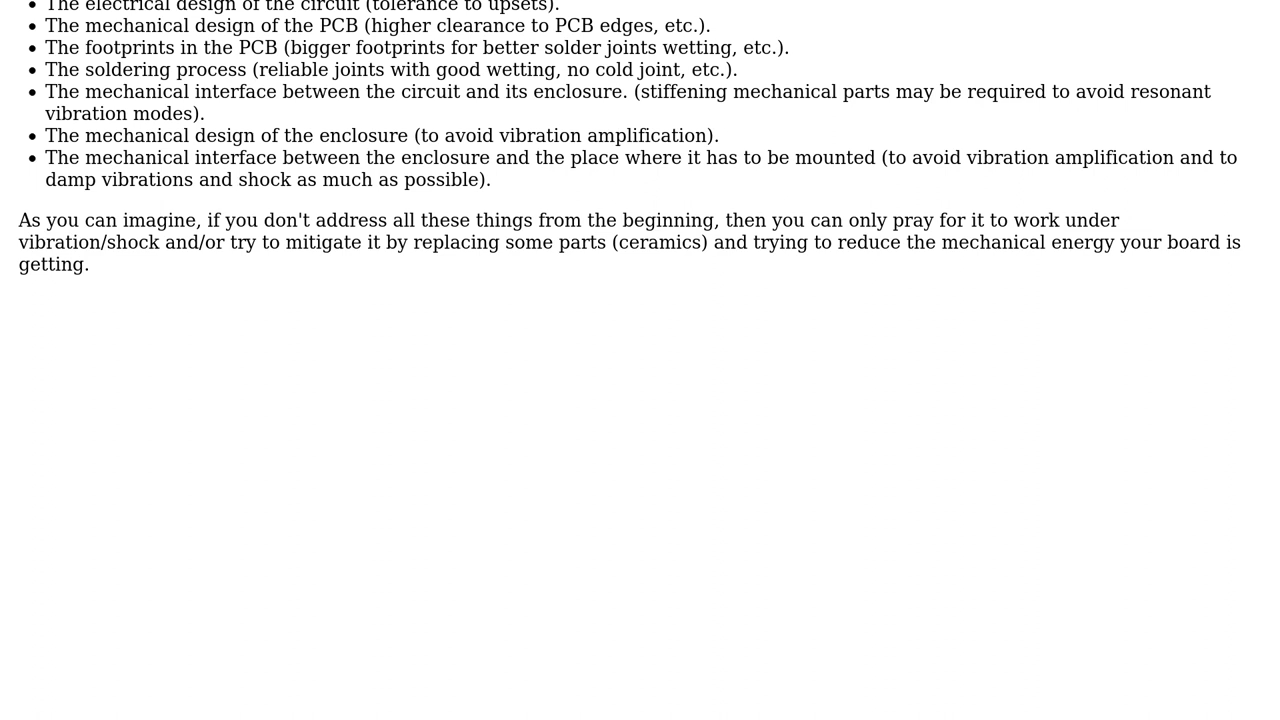 • The electrical design of the circuit (tolerance to upsets).
• The mechanical design of the PCB (higher clearance to PCB edges, etc.).
• The footprints in the PCB (bigger footprints for better solder joints wetting, etc.).
• The soldering process (reliable joints with good wetting, no cold joint, etc.).
• The mechanical interface between the circuit and its enclosure. (stiffening mechanical parts may be required to avoid resonant
vibration modes).
• The mechanical design of the enclosure (to avoid vibration amplification).
• The mechanical interface between the enclosure and the place where it has to be mounted (to avoid vibration amplification and to
damp vibrations and shock as much as possible).
As you can imagine, if you don't address all these things from the beginning, then you can only pray for it to work under
vibration/shock and/or try to mitigate it by replacing some parts (ceramics) and trying to reduce the mechanical energy your board is
getting.